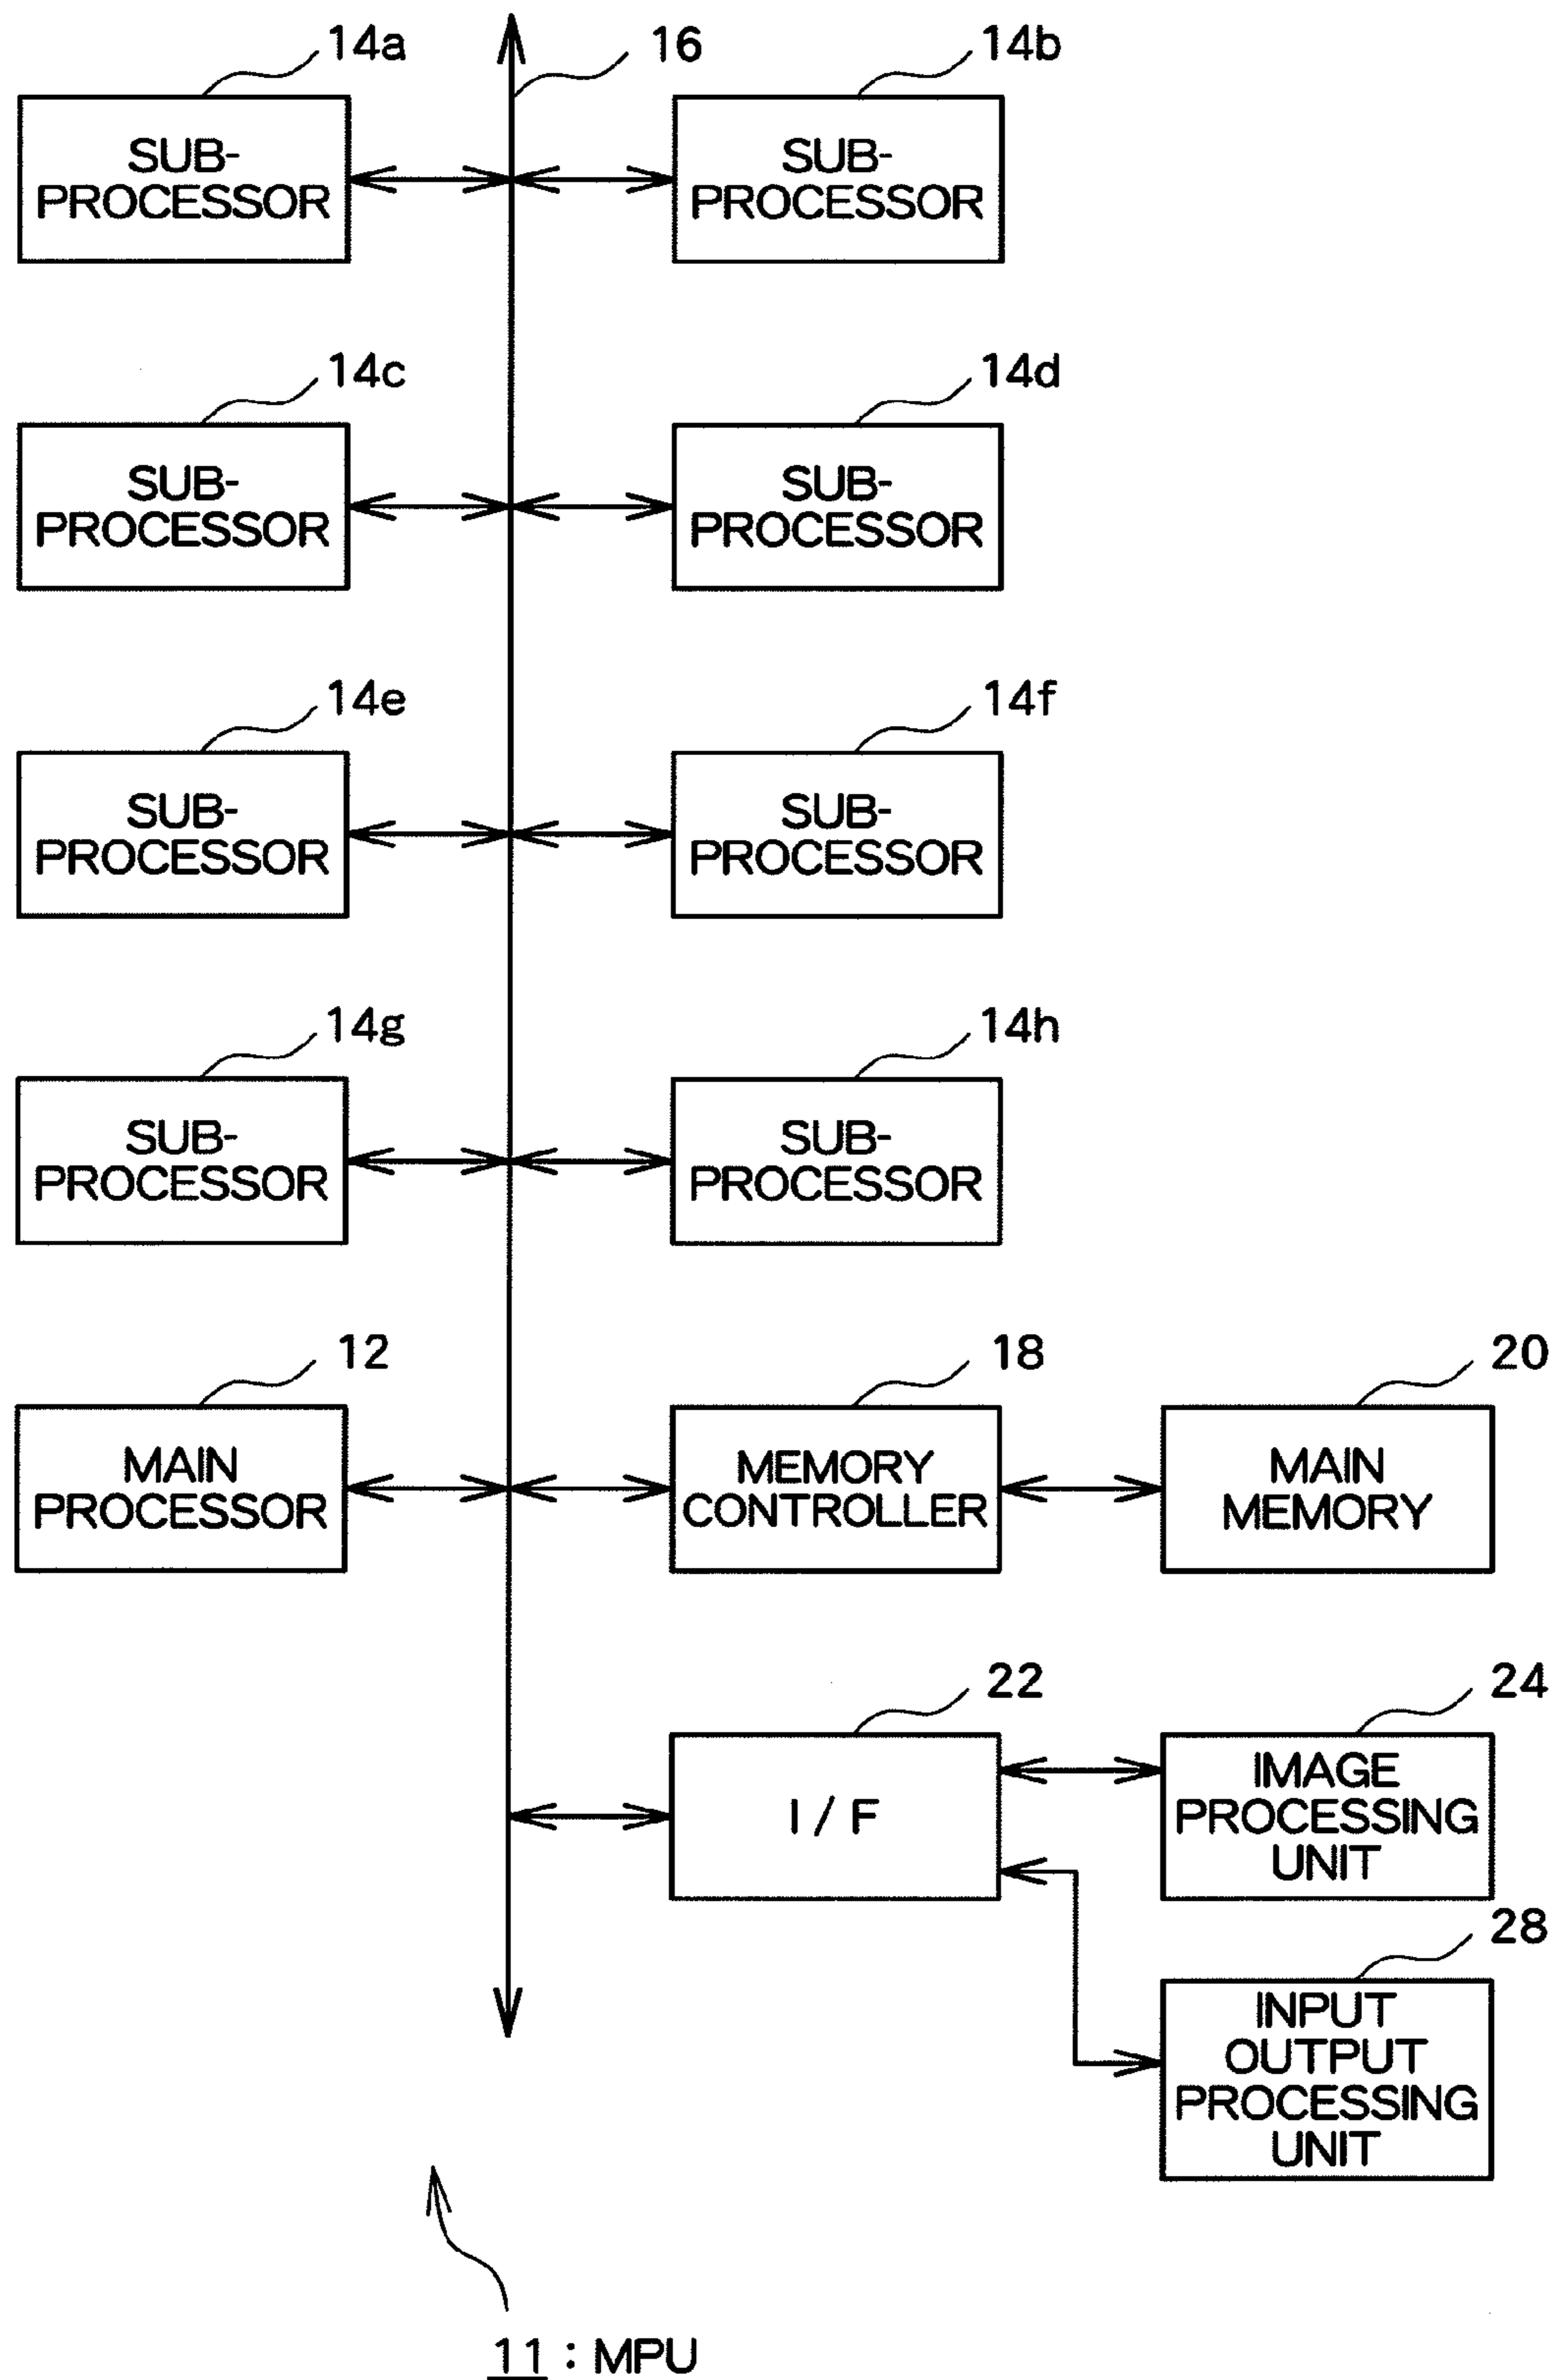 14a
16
14b
SUB-
PROCESSOR
SUB-
PROCESSOR
14c
14d
SUB-
PROCESSOR
SUB-
PROCESSOR
14e
14f
SUB-
PROCESSOR
SUB-
PROCESSOR
14g
14h
SUB-
PROCESSOR
SUB-
PROCESSOR
12
18
20
MAIN
PROCESSOR
MEMORY
CONTROLLER
MAIN
MEMORY
22
24
I / F
IMAGE
PROCESSING
UNIT
28
INPUT
OUTPUT
PROCESSING
UNIT
11 : MPU